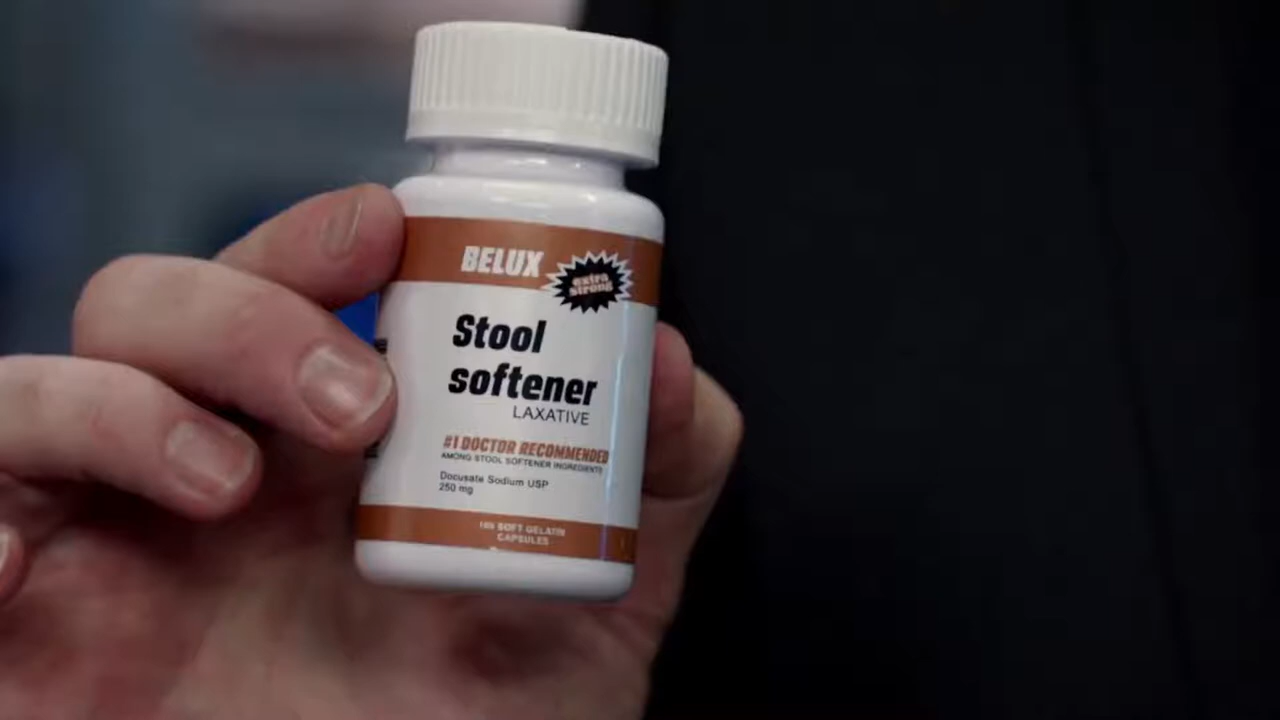 BELUX
extra
strong
Stool
softener
LAXATIVE
#1 DOCTOR RECOMMENDED
AMONG STOOL SOFTENER INGREDIENTS
Docusate Sodium USP
250 mg
SOFT GELATIN
CAPSULES